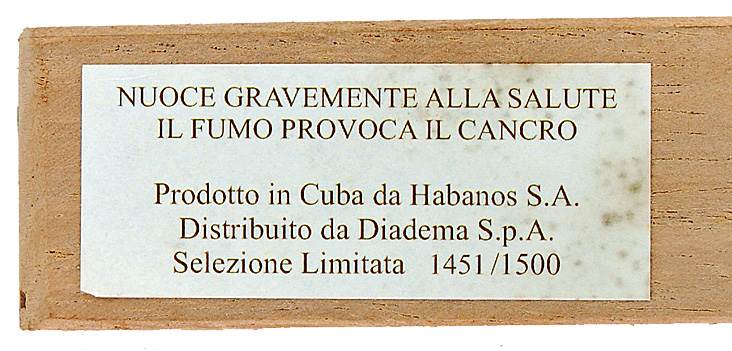 NUOCE GRAVEMENTE ALLA SALUTE
IL FUMO PROVOCA IL CANCRO
Prodotto in Cuba da Habanos S.A.
Distribuito da Diadema S.p.A.
Selezione Limitata 1451/1500